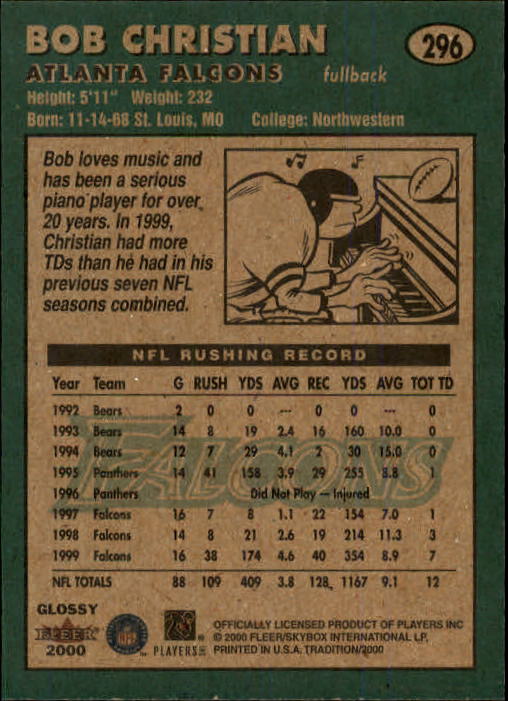 BOB CHRISTIAN
296
ATLANTA FALCONS fullback
Height: 5'11" Weight: 232
Born: 11-14-68 St. Louis, MO College: Northwestern
Bob loves music and
has been a serious
piano player for over
20 years. In 1999,
Christian had more
TDs than he had in his
previous seven NFL
seasons combined.
NFL RUSHING RECORD
Year Team G RUSH YDS AVG REC YDS AVG TOT TD
1992 Bears 2 0 0 --- 0 0 0 0
1993 Bears 14 8 19 2.4 16 160 10.0 0
1994 Bears 12 7 29 4.1 2 30 15.0 0
1995 Panthers 14 41 158 3.9 29 255 8.8 1
1996 Panthers Did Not Play — Injured
1997 Falcons 16 7 8 1.1 22 154 7.0 1
1998 Falcons 14 8 21 2.6 19 214 11.3 3
1999 Falcons 16 38 174 4.6 40 354 8.9 7
NFL TOTALS 88 109 409 3.8 128 1167 9.1 12
FALCONS
GLOSSY
FLEER
2000
NFL
PLAYERS INC
OFFICIALLY LICENSED PRODUCT OF PLAYERS INC
© 2000 FLEER/SKYBOX INTERNATIONAL LP.
PRINTED IN U.S.A. TRADITION/2000